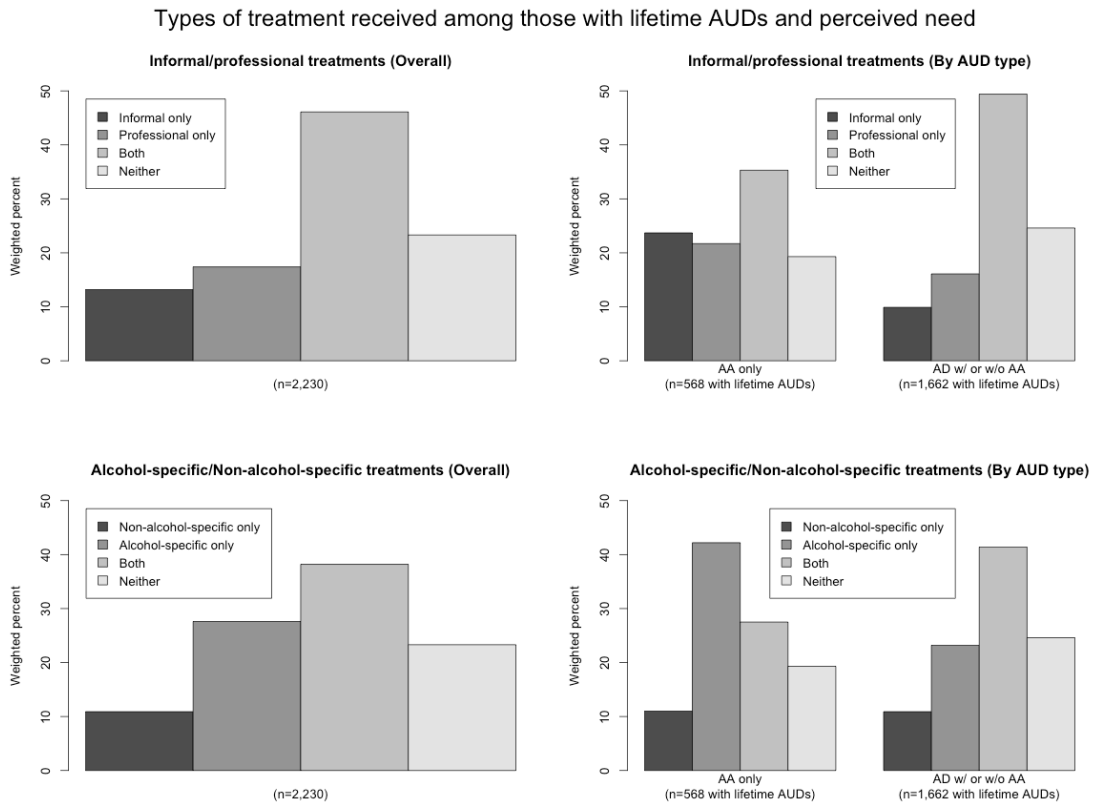 Types of treatment received among those with lifetime AUDs and perceived need
Informal/professional treatments (Overall)
Weighted percent
50
40
30
20
10
0
Informal only
Professional only
Both
Neither
(n=2,230)
Informal/professional treatments (By AUD type)
Weighted percent
50
40
30
20
10
0
Informal only
Professional only
Both
Neither
AA only
(n=568 with lifetime AUDs)
AD w/ or w/o AA
(n=1,662 with lifetime AUDs)
Alcohol-specific/Non-alcohol-specific treatments (Overall)
Weighted percent
50
40
30
20
10
0
Non-alcohol-specific only
Alcohol-specific only
Both
Neither
(n=2,230)
Alcohol-specific/Non-alcohol-specific treatments (By AUD type)
Weighted percent
50
40
30
20
10
0
Non-alcohol-specific only
Alcohol-specific only
Both
Neither
AA only
(n=568 with lifetime AUDs)
AD w/ or w/o AA
(n=1,662 with lifetime AUDs)